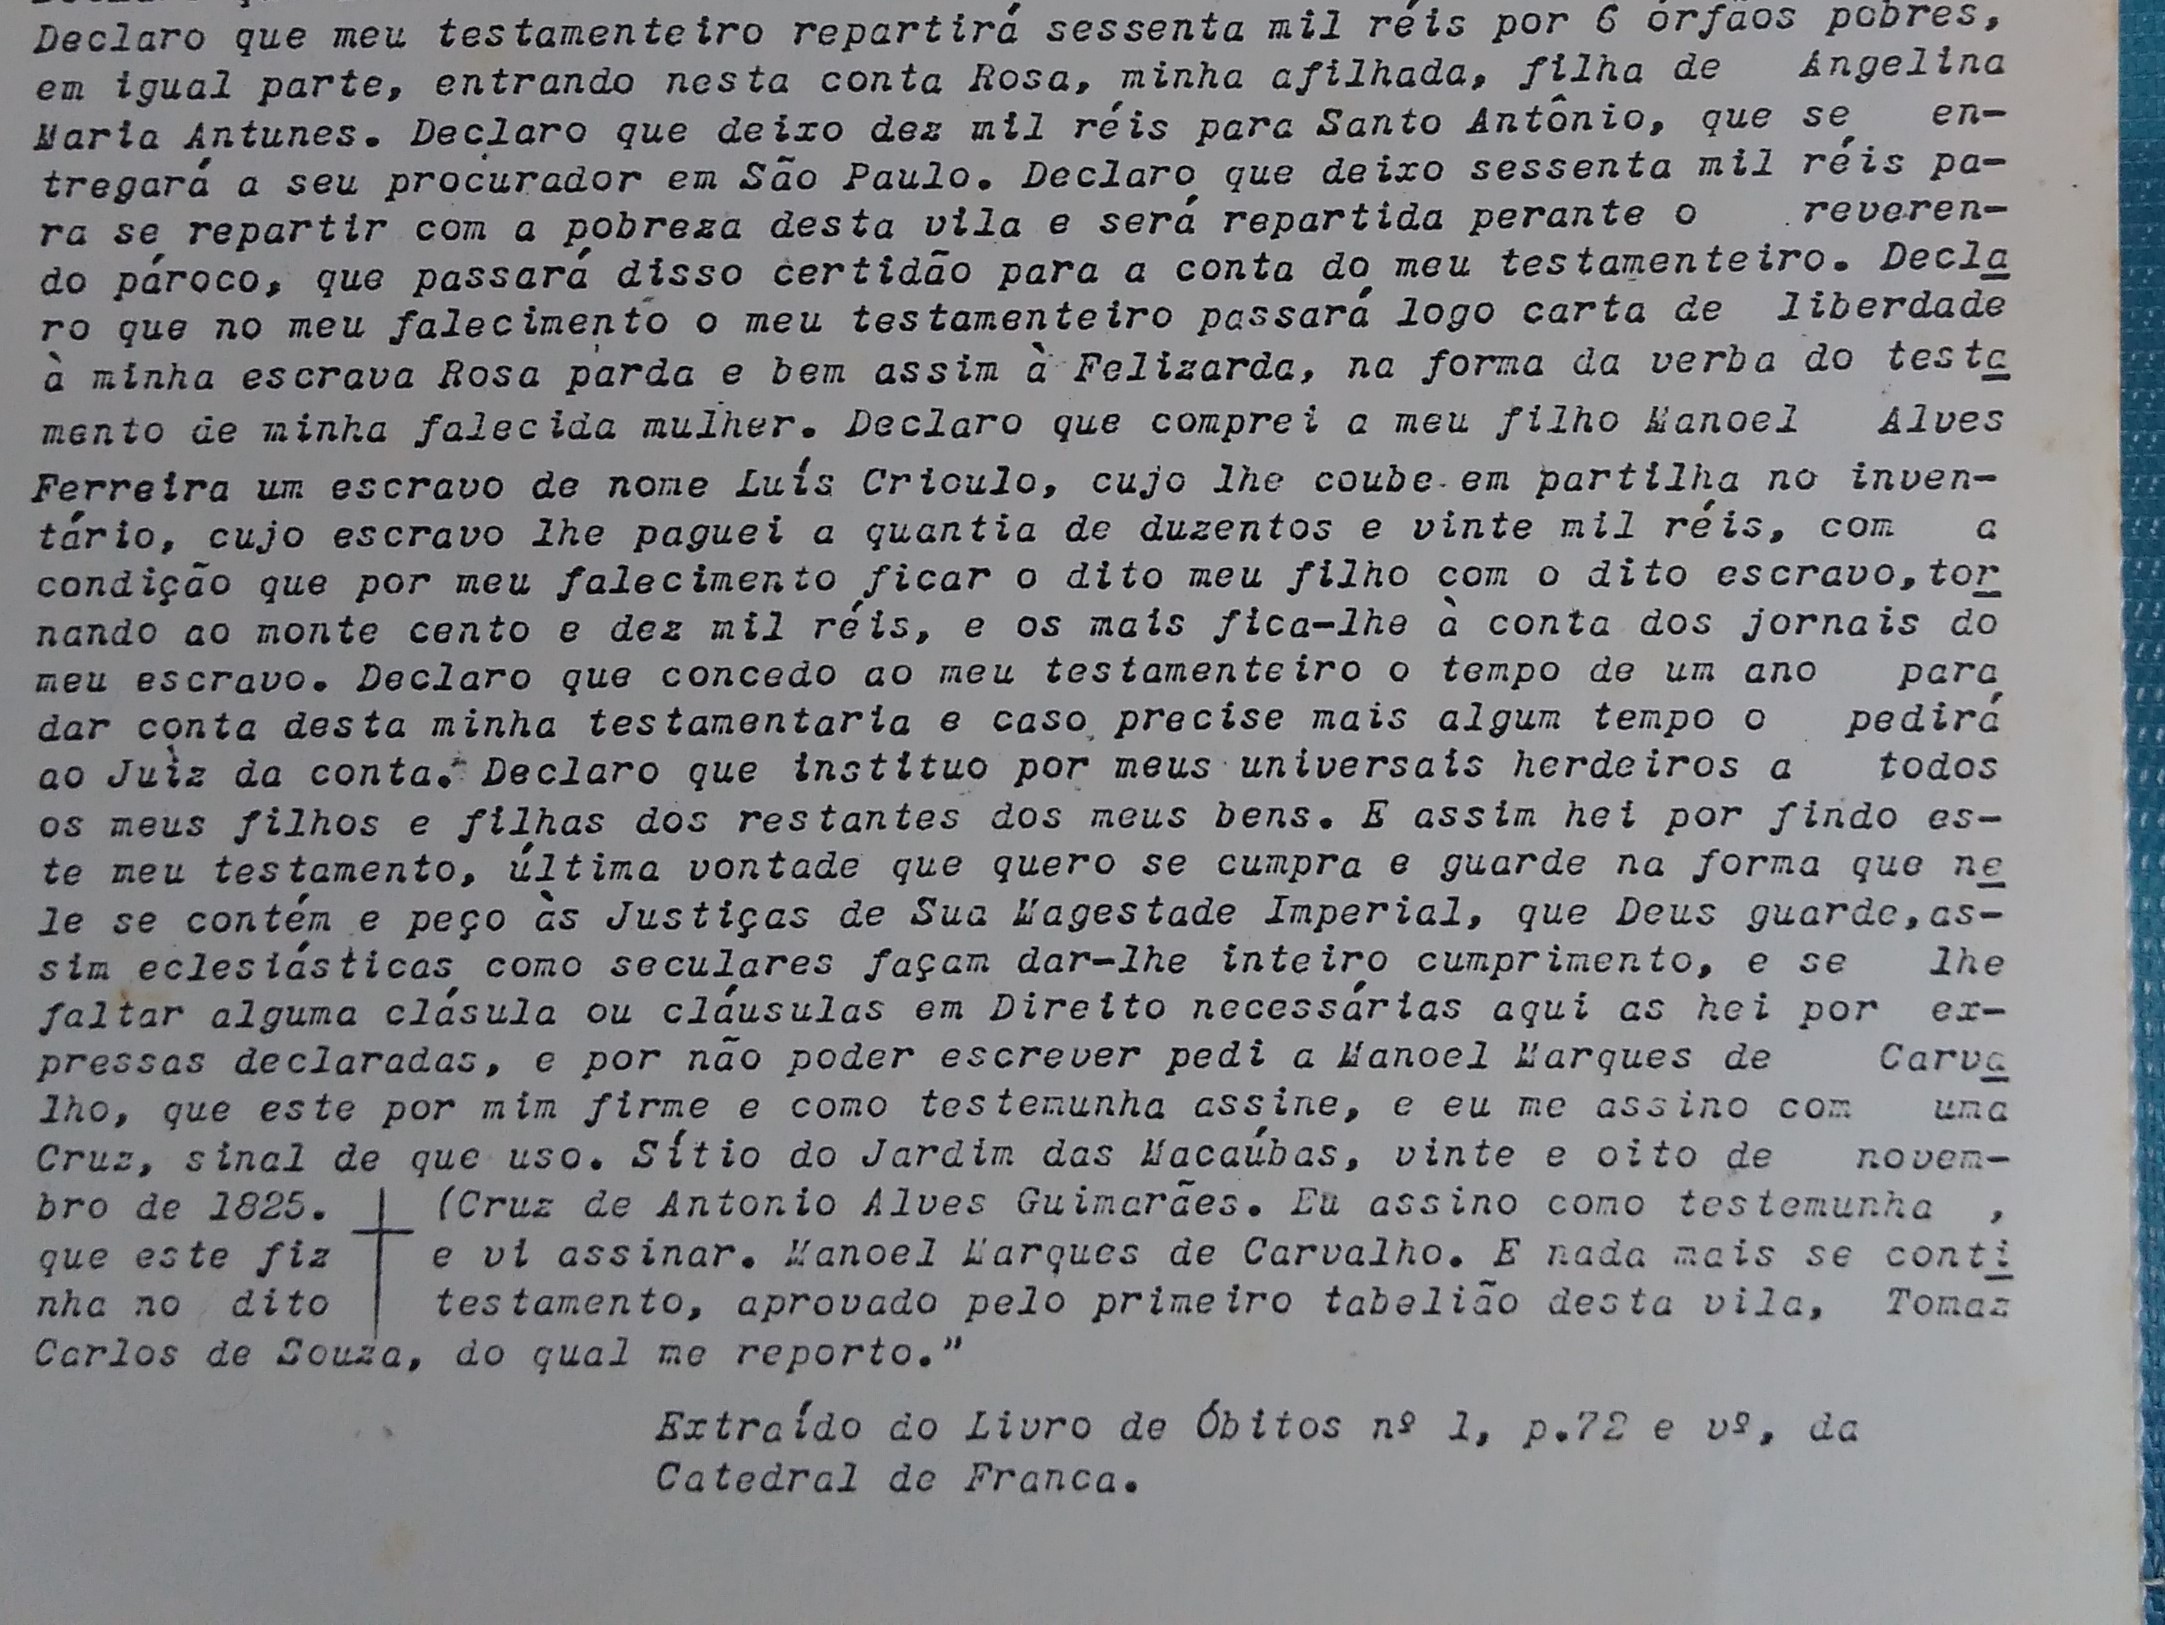 Declaro que meu testamenteiro repartirá sessenta mil réis por 6 órfãos pobres,
em igual parte, entrando nesta conta Rosa, minha afilhada, filha de Angelina
Maria Antunes. Declaro que deixo dez mil réis para Santo Antônio, que se en-
tregará a seu procurador em São Paulo. Declaro que deixo sessenta mil réis pa-
ra se repartir com a pobreza desta vila e será repartida perante o reveren-
do pároco, que passará disso certidão para a conta do meu testamenteiro. Decla
ro que no meu falecimento o meu testamenteiro passará logo carta de liberdade
à minha escrava Rosa parda e bem assim à Felizarda, na forma da verba do testa
mento de minha falecida mulher. Declaro que comprei a meu filho Manoel Alves
Ferreira um escravo de nome Luís Crioulo, cujo lhe coube em partilha no inven-
tário, cujo escravo lhe paguei a quantia de duzentos e vinte mil réis, com a
condição que por meu falecimento ficar o dito meu filho com o dito escravo, tor
nando ao monte cento e dez mil réis, e os mais fica-lhe à conta dos jornais do
meu escravo. Declaro que concedo ao meu testamenteiro o tempo de um ano para
dar conta desta minha testamentaria e caso precise mais algum tempo o pedirá
ao Juìz da conta. Declaro que instituo por meus universais herdeiros a todos
os meus filhos e filhas dos restantes dos meus bens. E assim hei por findo es-
te meu testamento, última vontade que quero se cumpra e guarde na forma que ne
le se contém e peço às Justiças de Sua Magestade Imperial, que Deus guarde, as-
sim eclesiásticas como seculares façam dar-lhe inteiro cumprimento, e se lhe
faltar alguma clásula ou cláusulas em Direito necessárias aqui as hei por ex-
pressas declaradas, e por não poder escrever pedi a Manoel Marques de Carva
lho, que este por mim firme e como testemunha assine, e eu me assino com uma
Cruz, sinal de que uso. Sítio do Jardim das Macaúbas, vinte e oito de novem-
bro de 1825. (Cruz de Antonio Alves Guimarães. Eu assino como testemunha ,
que este fiz e vi assinar. Manoel Marques de Carvalho. E nada mais se conti
nha no dito testamento, aprovado pelo primeiro tabelião desta vila, Tomaz
Carlos de Souza, do qual me reporto."
Extraído do Livro de Óbitos nº 1, p.72 e vº, da
Catedral de Franca.